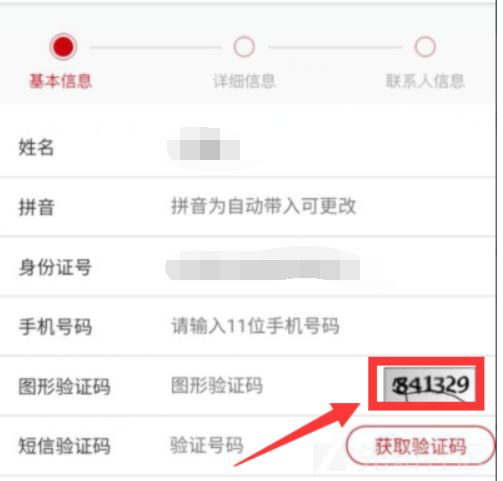 基本信息 详细信息 联系人信息
姓名
拼音 拼音为自动带入可更改
身份证号
手机号码 请输入11位手机号码
图形验证码 图形验证码 841329
短信验证码 验证号码 获取验证码